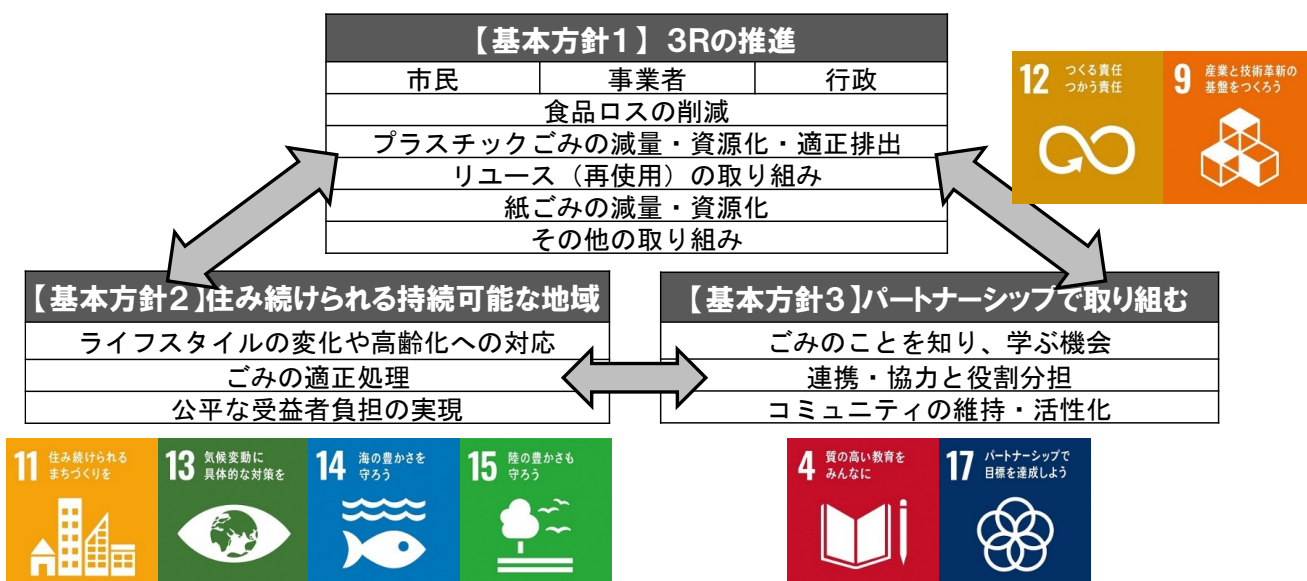 【基本方針1】 3Rの推進
市民 事業者 行政
食品ロスの削減
プラスチックごみの減量・資源化・適正排出
リユース（再使用）の取り組み
紙ごみの減量・資源化
その他の取り組み
12 つくる責任
つかう責任
9 産業と技術革新の
基盤をつくろう
【基本方針2】住み続けられる持続可能な地域
ライフスタイルの変化や高齢化への対応
ごみの適正処理
公平な受益者負担の実現
【基本方針3】パートナーシップで取り組む
ごみのことを知り、学ぶ機会
連携・協力と役割分担
コミュニティの維持・活性化
11 住み続けられる
まちづくりを
13 気候変動に
具体的な対策を
14 海の豊かさを
守ろう
15 陸の豊かさも
守ろう
4 質の高い教育を
みんなに
17 パートナーシップで
目標を達成しよう